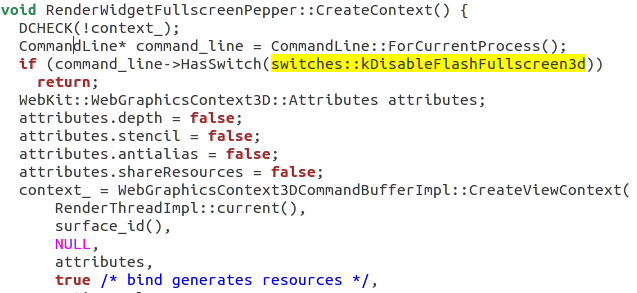 void RenderWidgetFullscreenPepper::CreateContext() {
  DCHECK(!context_);
  CommandLine* command_line = CommandLine::ForCurrentProcess();
  if (command_line->HasSwitch(switches::kDisableFlashFullscreen3d))
    return;
  WebKit::WebGraphicsContext3D::Attributes attributes;
  attributes.depth = false;
  attributes.stencil = false;
  attributes.antialias = false;
  attributes.shareResources = false;
  context_ = WebGraphicsContext3DCommandBufferImpl::CreateViewContext(
      RenderThreadImpl::current(),
      surface_id(),
      NULL,
      attributes,
      true /* bind generates resources */,